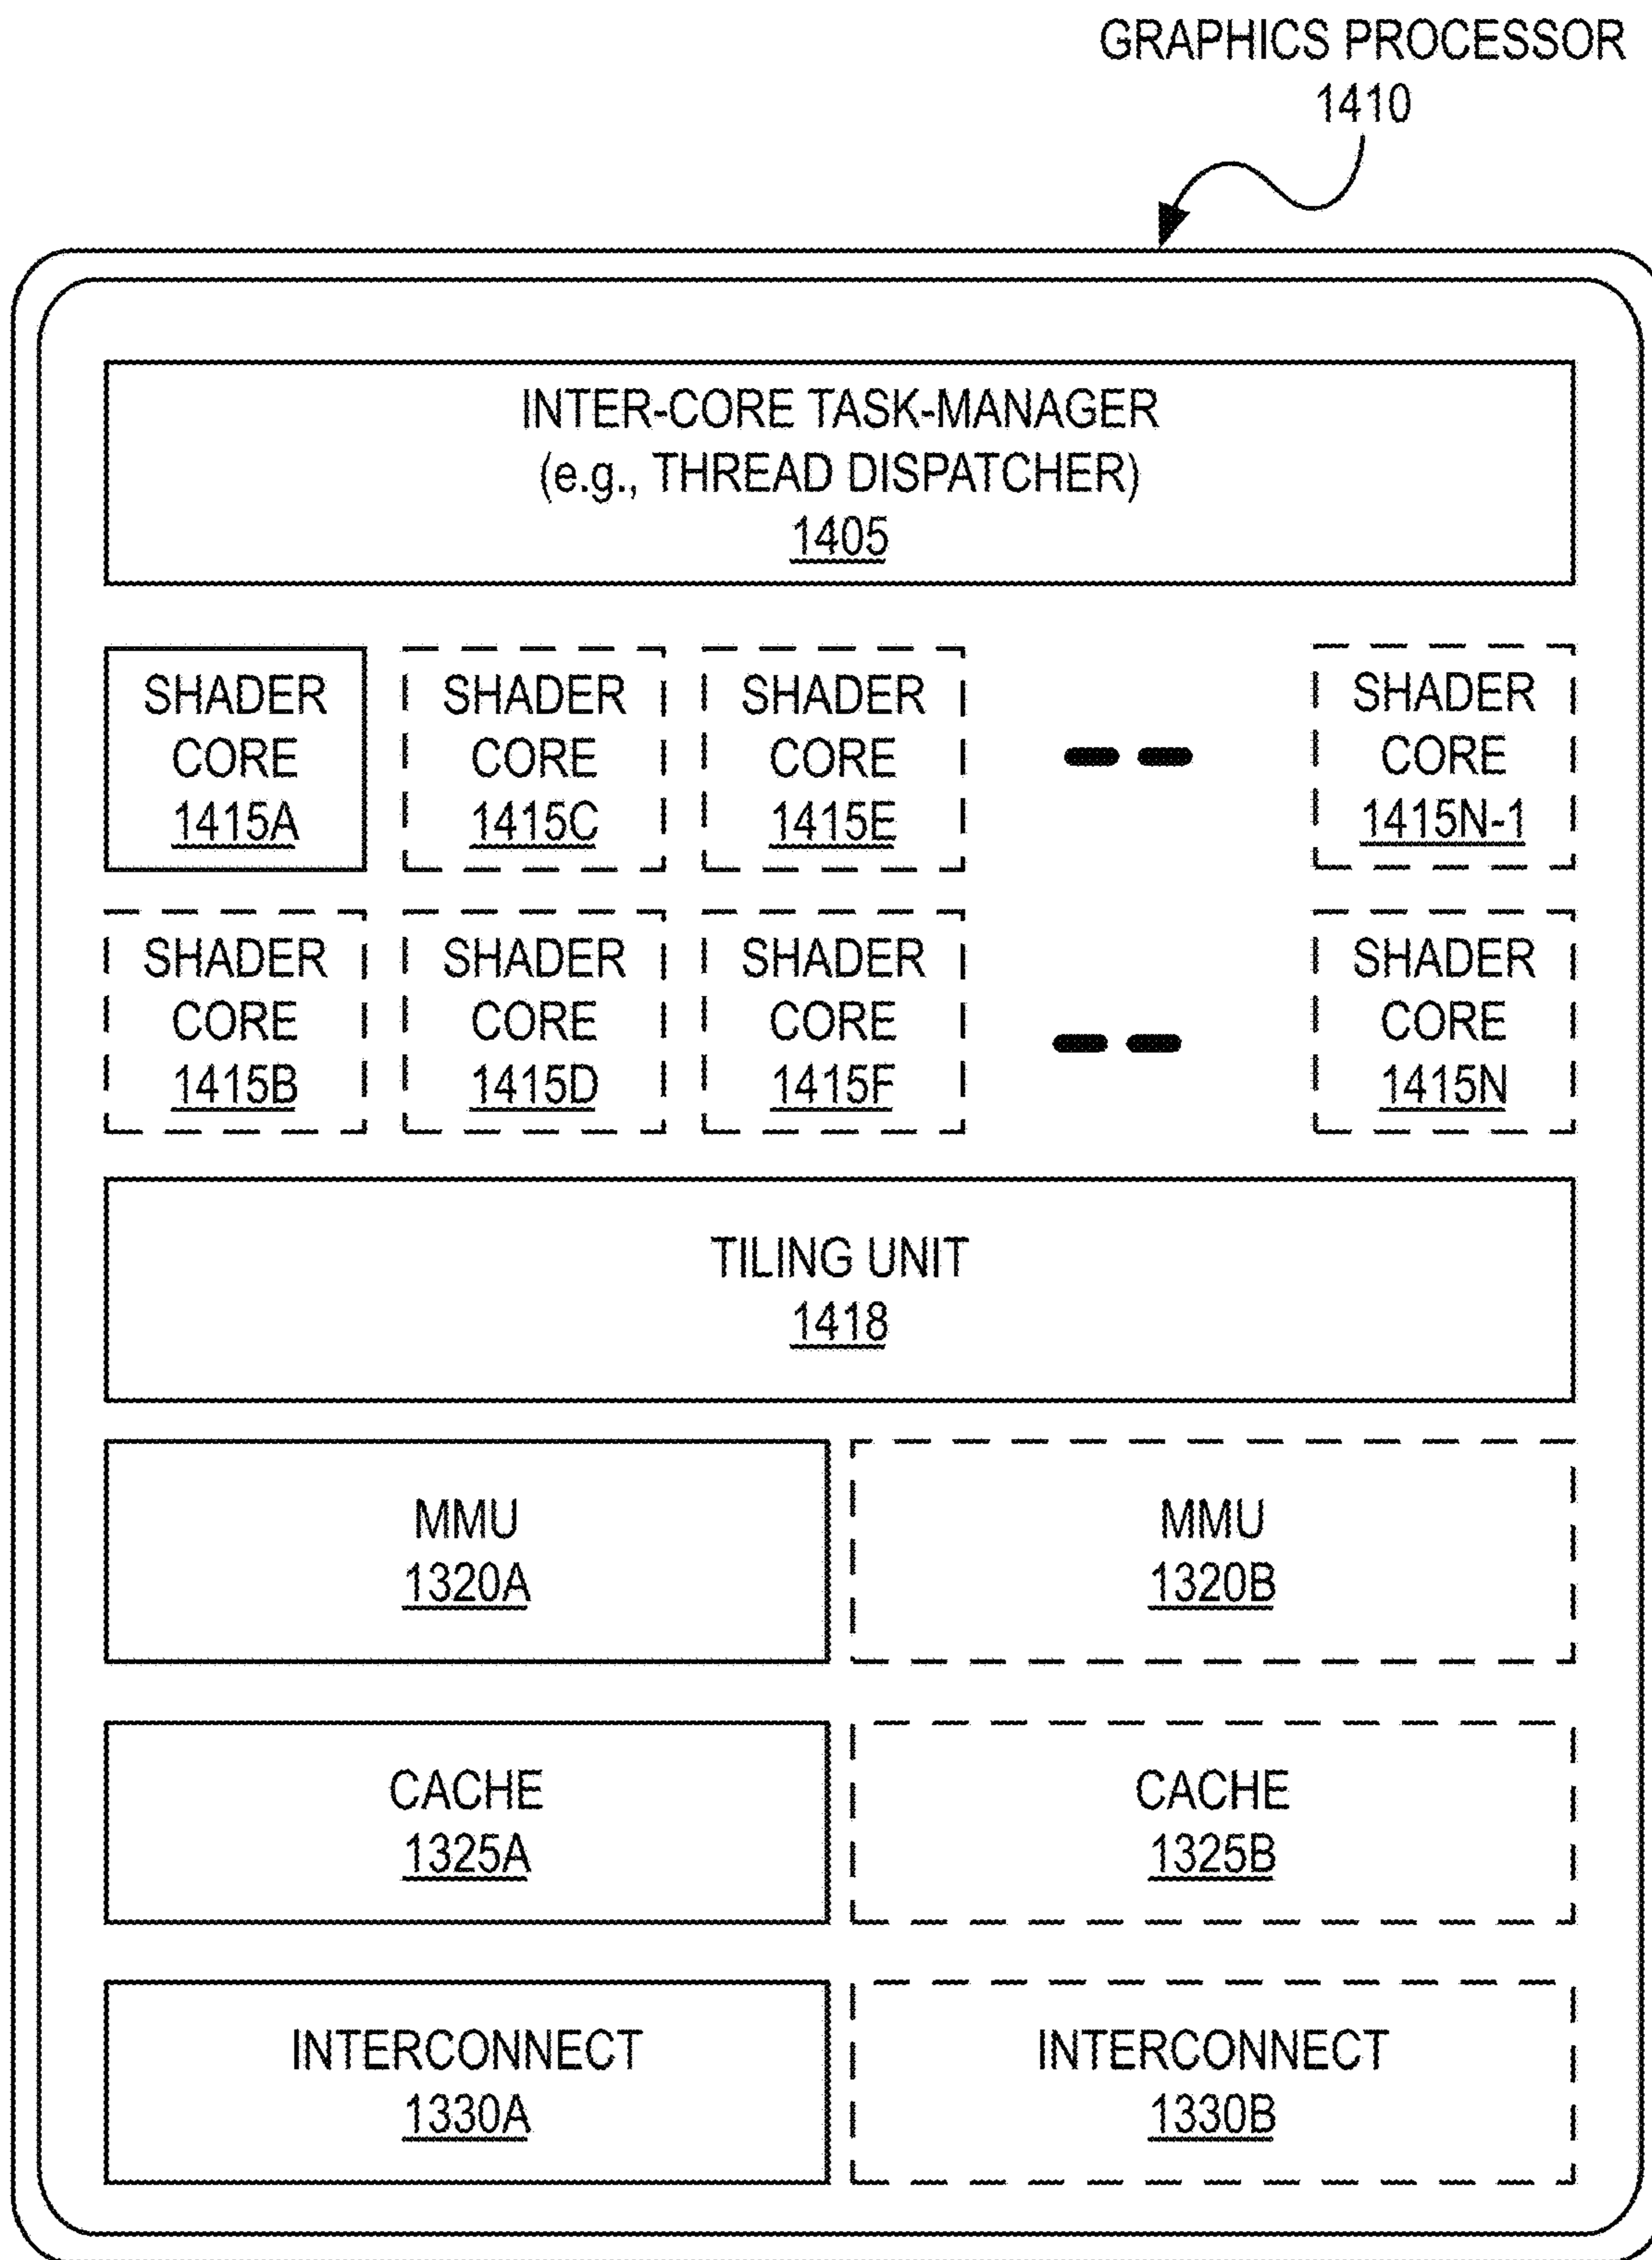 GRAPHICS PROCESSOR
1410
INTER-CORE TASK-MANAGER
(e.g., THREAD DISPATCHER)
1405
SHADER
CORE
1415A
SHADER
CORE
1415C
SHADER
CORE
1415E
SHADER
CORE
1415N-1
SHADER
CORE
1415B
SHADER
CORE
1415D
SHADER
CORE
1415F
SHADER
CORE
1415N
TILING UNIT
1418
MMU
1320A
MMU
1320B
CACHE
1325A
CACHE
1325B
INTERCONNECT
1330A
INTERCONNECT
1330B